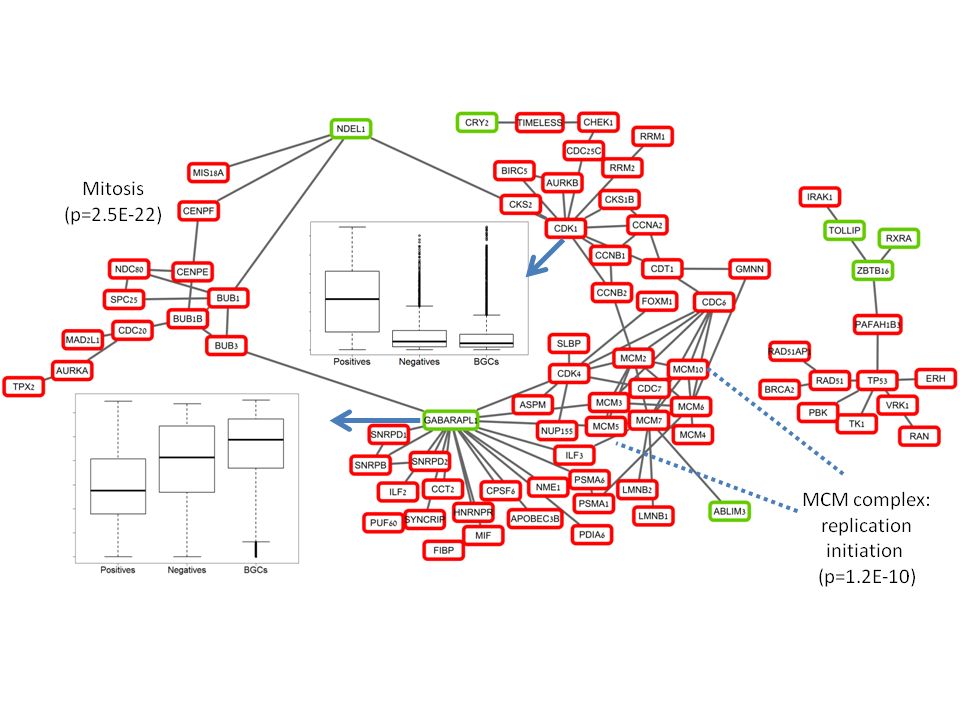 NDEL1
CRY2
TIMELESS
CHEK1
RRM1
CDC25C
MIS18A
BIRC5
AURKB
RRM2
Mitosis
(p=2.5E-22)
CENPF
CKS2
CKS1B
IRAK1
CDK1
CCNA2
TOLLIP
RXRA
CCNB1
NDC80
CENPE
CDT1
GMNN
ZBTB16
SPC25
BUB1
CCNB2
FOXM1
CDC6
BUB1B
CDC20
MAD2L1
BUB3
SLBP
PAFAH1B3
RAD51AP1
AURKA
MCM2
CDK4
MCM10
TPX2
Positives
Negatives
BGCs
CDC7
BRCA2
RAD51
TP53
ERH
ASPM
MCM3
MCM6
PBK
VRK1
GABARAPL1
MCM5
MCM7
TK1
NUP155
MCM4
RAN
SNRPD1
ILF3
SNRPB
SNRPD2
PSMA6
ILF2
CCT2
CPSF6
NME1
LMNB2
PSMA1
MCM complex:
replication
initiation
(p=1.2E-10)
PUF60
SYNCRIP
HNRNPR
APOBEC3B
LMNB1
ABLIM3
MIF
PDIA6
FIBP
Positives
Negatives
BGCs